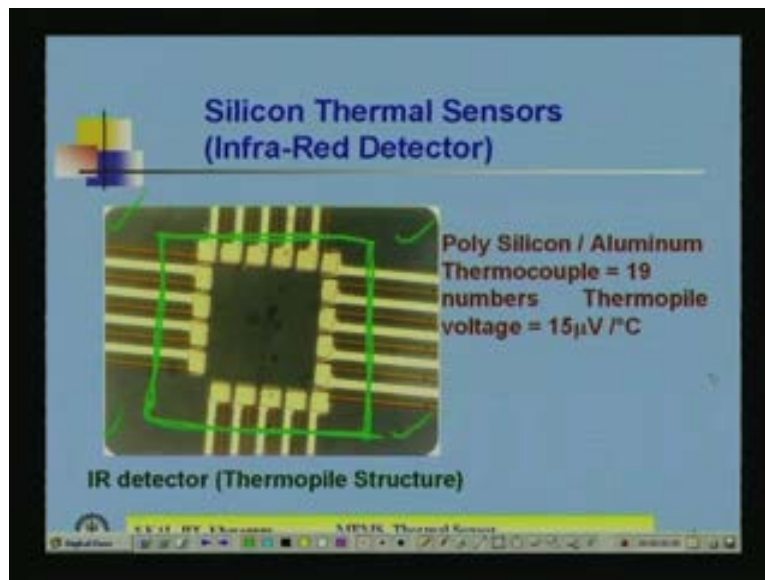 Silicon Thermal Sensors
(Infra-Red Detector)
Poly Silicon / Aluminum
Thermocouple = 19
numbers Thermopile
voltage = 15μV /°C
IR detector (Thermopile Structure)
MEMS Thermal Sensor